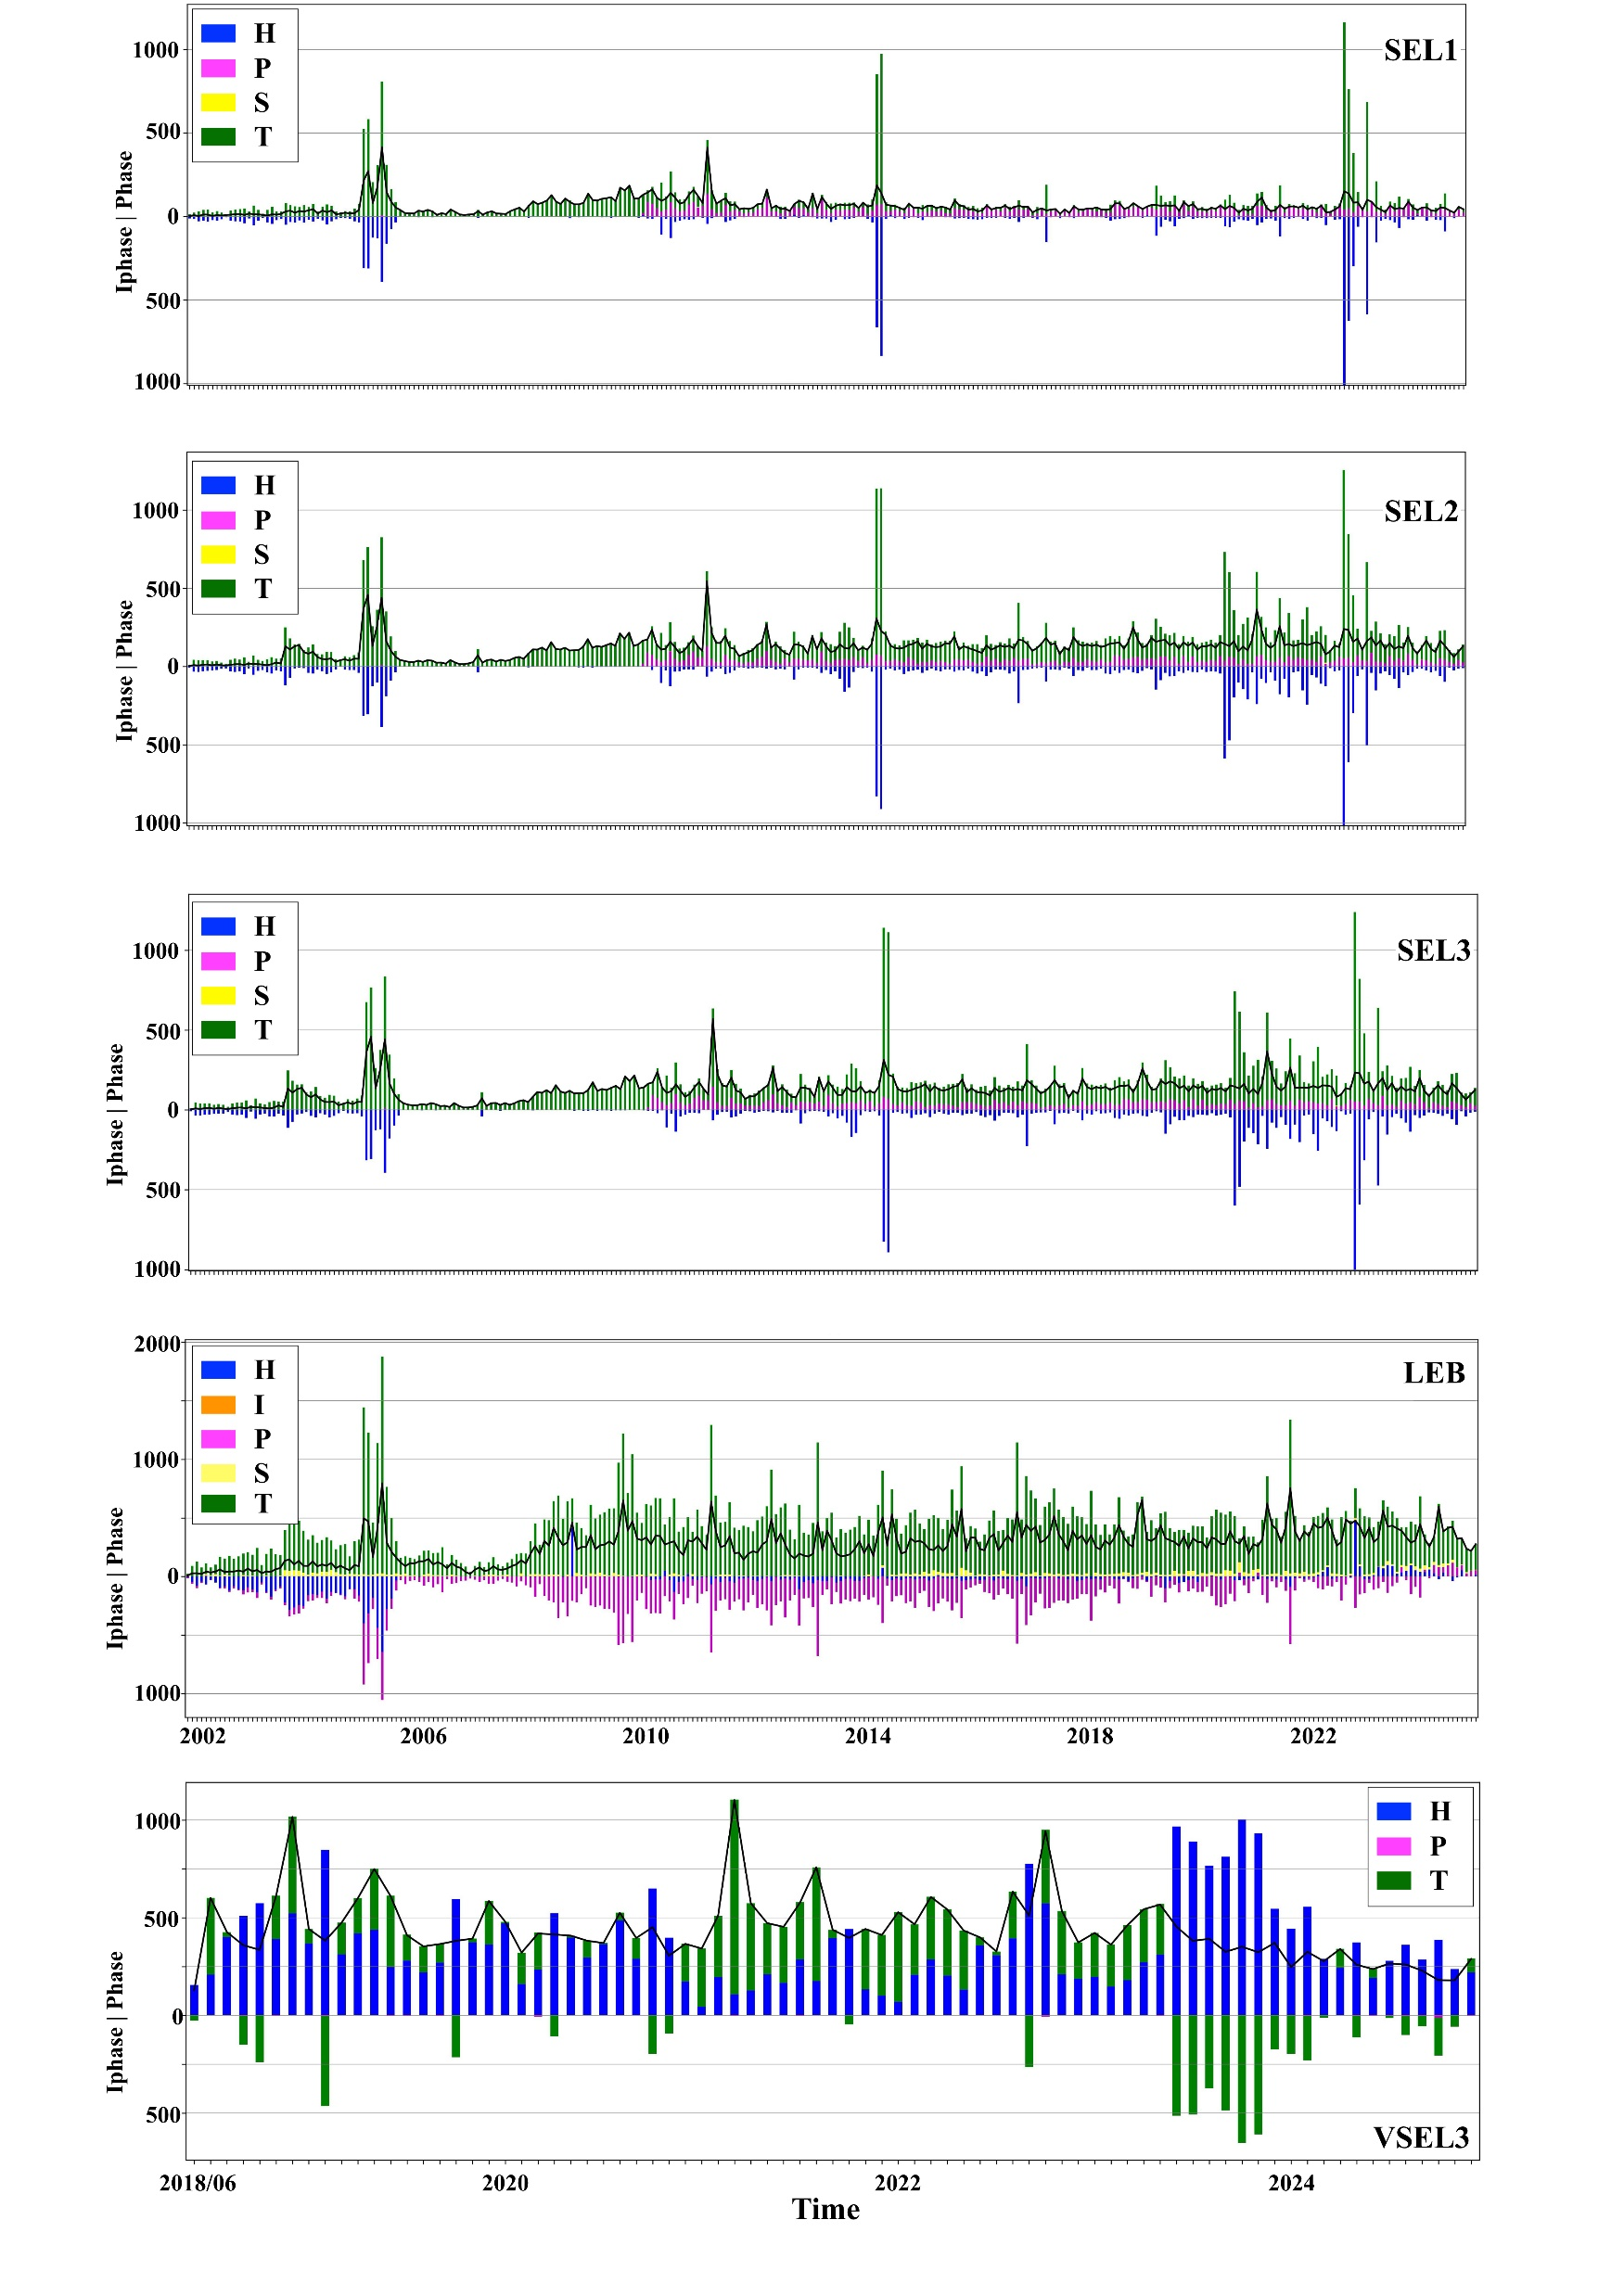 H
P
S
T
SEL1
1000
500
0
500
1000
Iphase | Phase
H
P
S
T
SEL2
1000
500
0
500
1000
Iphase | Phase
H
P
S
T
SEL3
1000
500
0
500
1000
Iphase | Phase
H
I
P
S
T
LEB
2000
1000
0
1000
Iphase | Phase
2002 2006 2010 2014 2018 2022
H
P
T
1000
500
0
500
Iphase | Phase
VSEL3
2018/06 2020 2022 2024
Time